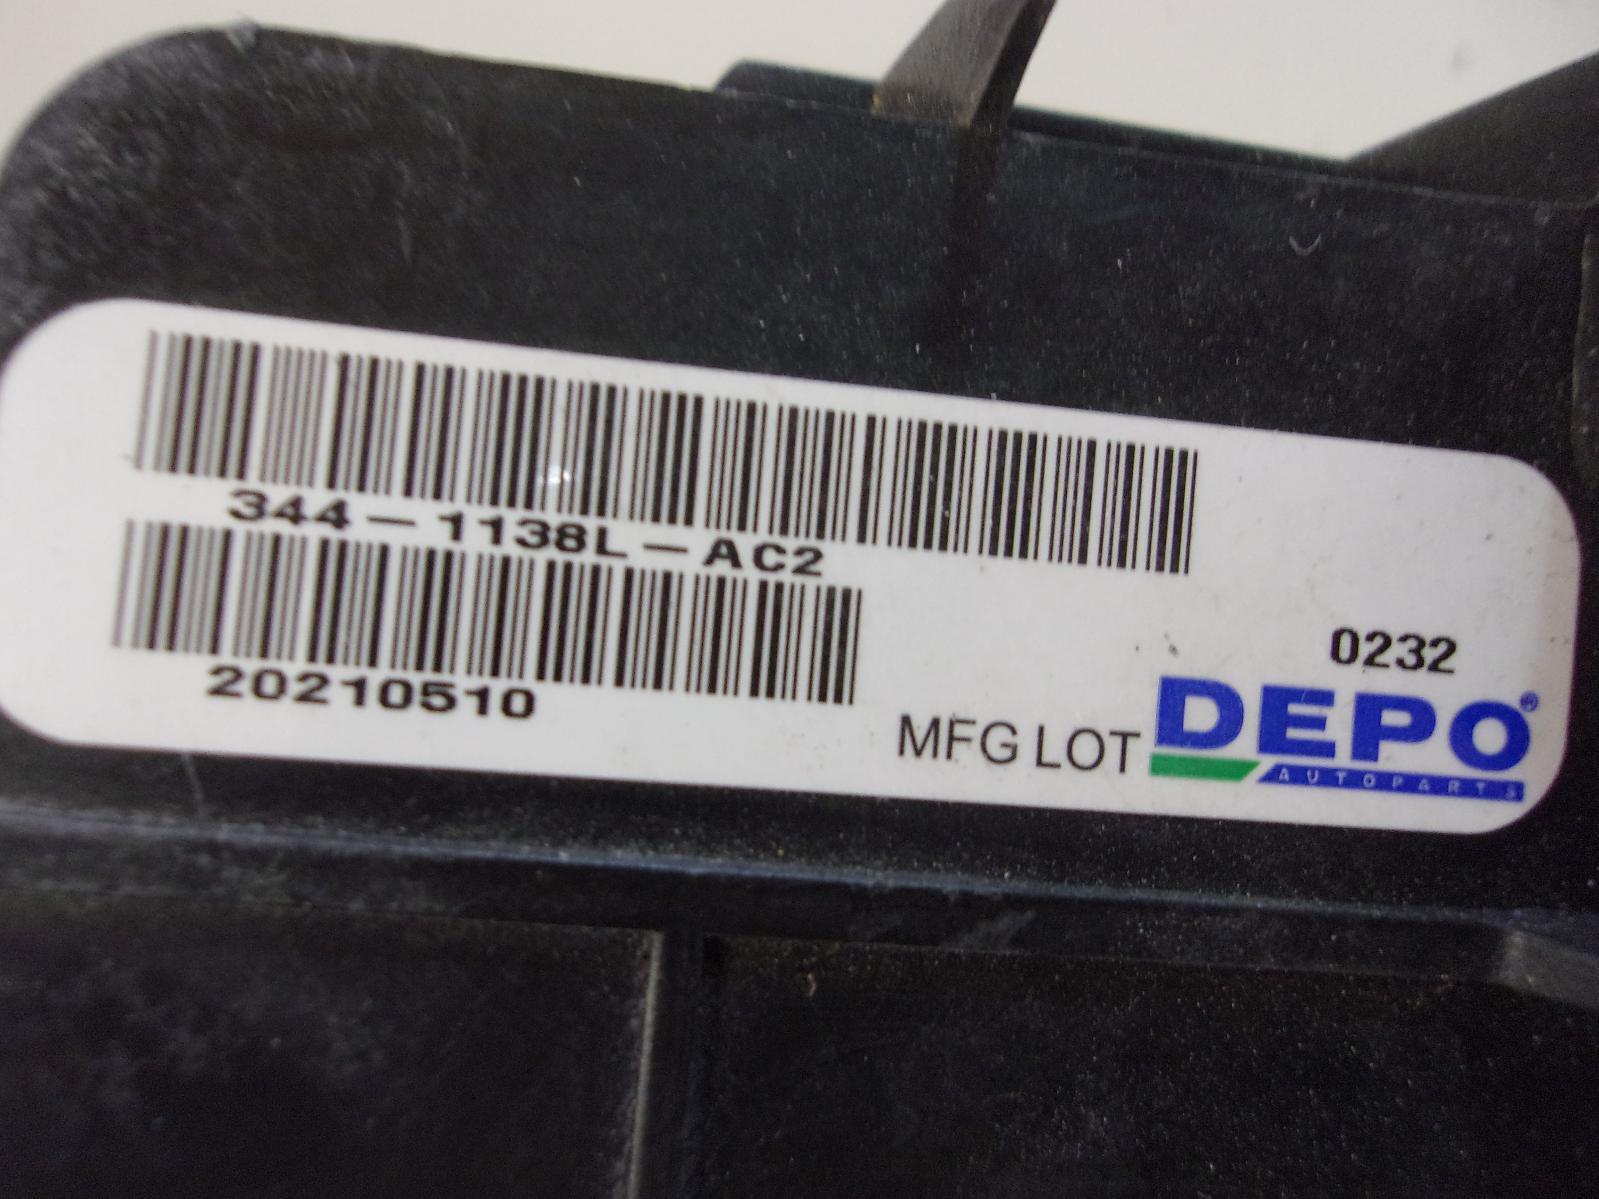 344-1138L-AC2
20210510
0232
MFG LOT DEPO®
AUTOPARTS